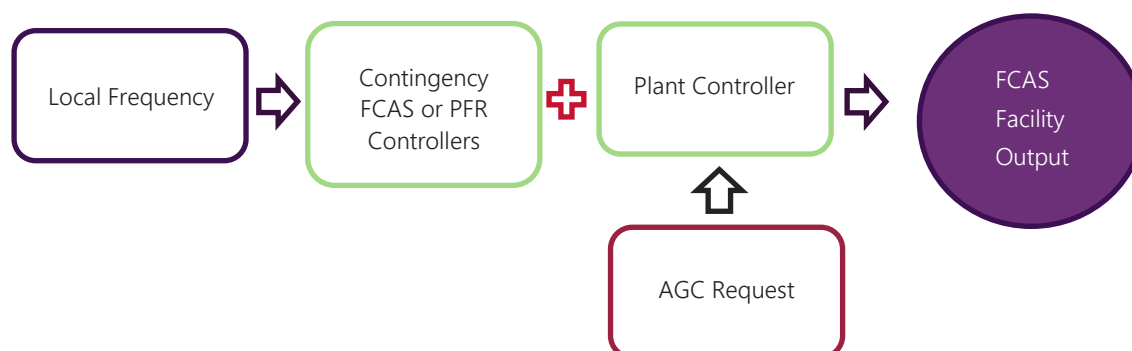 Local Frequency
Contingency
FCAS or PFR
Controllers
Plant Controller
FCAS
Facility
Output
AGC Request